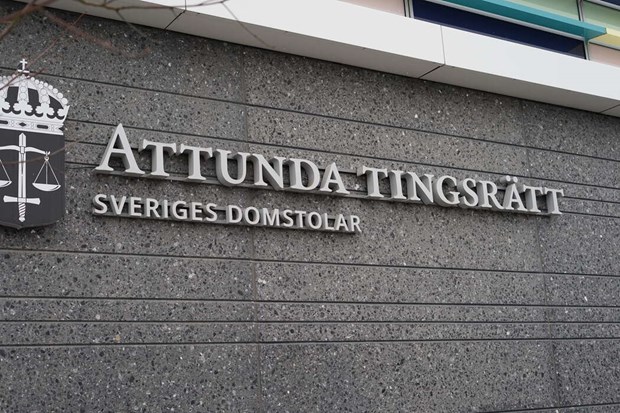 ATTUNDA TINGSRÄTT
SVERIGES DOMSTOLAR